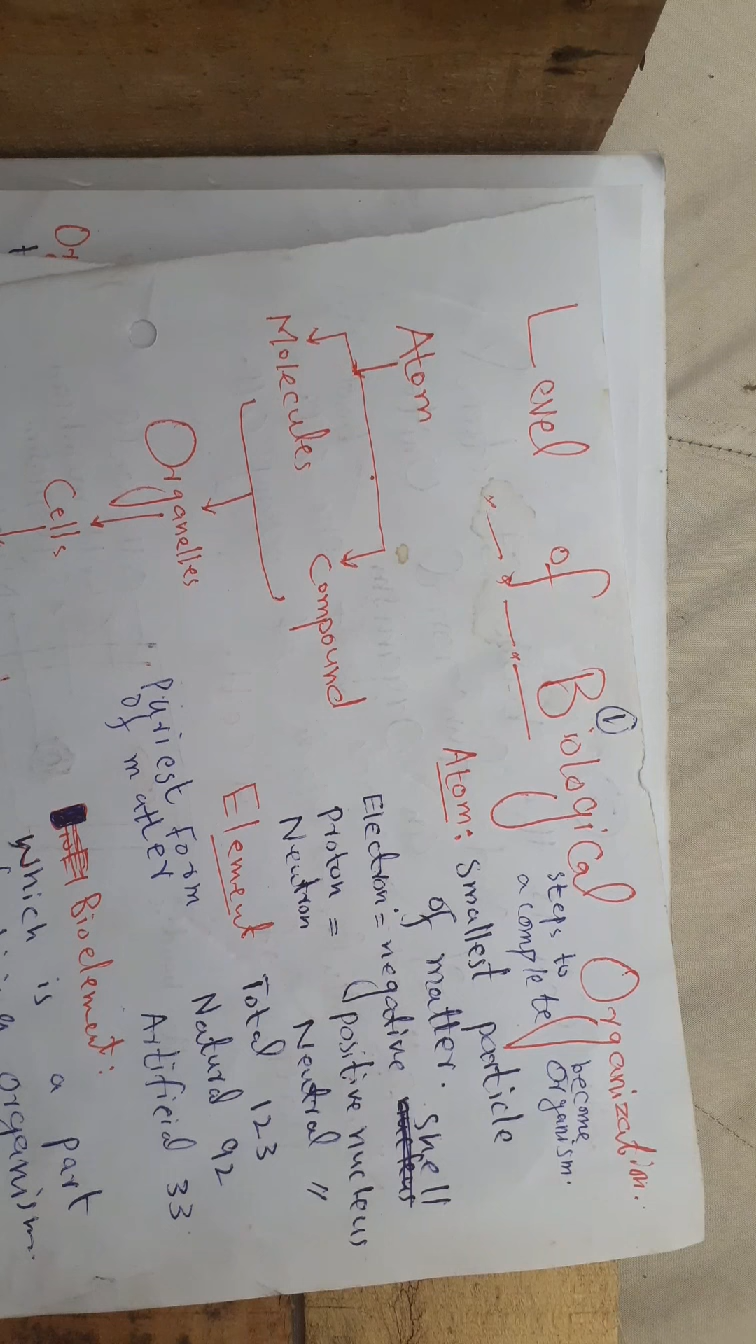 Level of Biological Organization.
①
steps to become
a complete organism.
Atom
Molecules
Compound
Organelles
Cells
Atom: smallest particle
of matter.
Electron = negative shell
Proton = positive nucleus
Neutron Neutral "
Element Total 123
Natural 92
Artificial 33
Puriest form
of matter
Bioelement:
which is a part
organism.